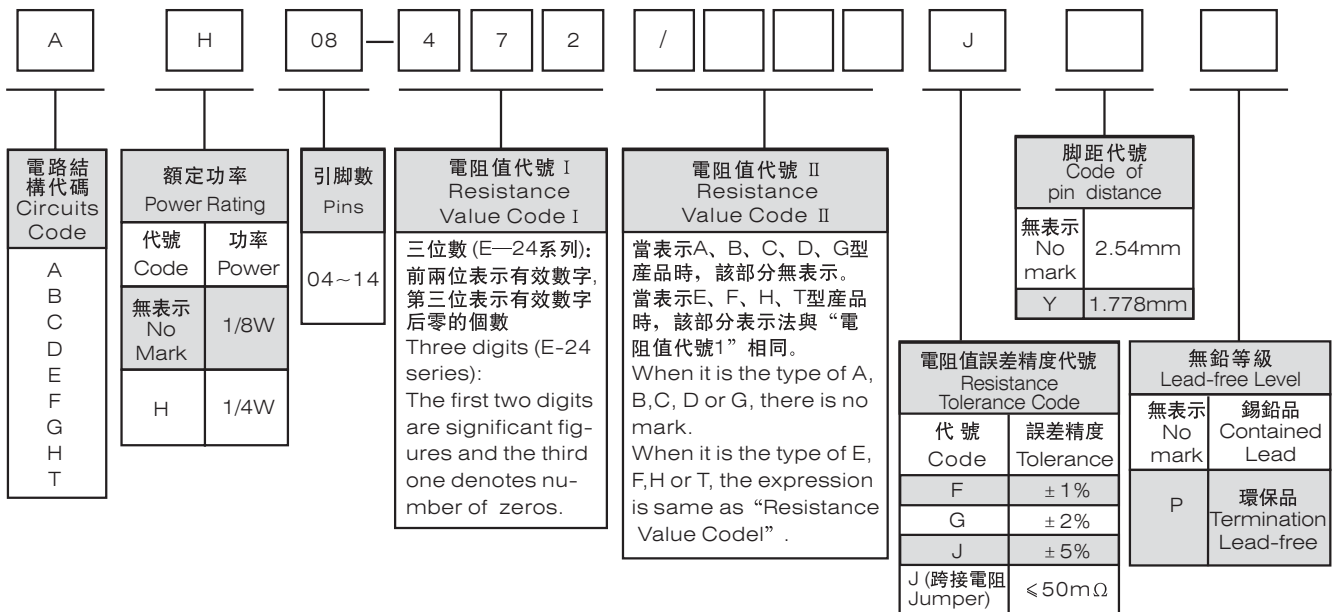 A H 08 — 4 7 2 / J
電路結
構代碼
Circuits
Code
A
B
C
D
E
F
G
H
T
額定功率
Power Rating
代號 功率
Code Power
無表示
No
Mark
1/8W
H 1/4W
引脚數
Pins
04~14
電阻值代號 I
Resistance
Value Code I
三位數 (E—24系列):
前兩位表示有效數字,
第三位表示有效數字
后零的個數
Three digits (E-24
series):
The first two digits
are significant fig-
ures and the third
one denotes nu-
mber of zeros.
電阻值代號 II
Resistance
Value Code II
當表示A、B、C、D、G型
産品時，該部分無表示。
當表示E、F、H、T型産品
時，該部分表示法與“電
阻值代號1”相同。
When it is the type of A,
B,C, D or G, there is no
mark.
When it is the type of E,
F,H or T, the expression
is same as “Resistance
Value Codel” .
電阻值誤差精度代號
Resistance
Tolerance Code
代 號 誤差精度
Code Tolerance
F ± 1%
G ± 2%
J ± 5%
J (跨接電阻
Jumper)
≤50mΩ
脚距代號
Code of
pin distance
無表示
No
mark
2.54mm
Y 1.778mm
無鉛等級
Lead-free Level
無表示
No
mark
錫鉛品
Contained
Lead
P
環保品
Termination
Lead-free